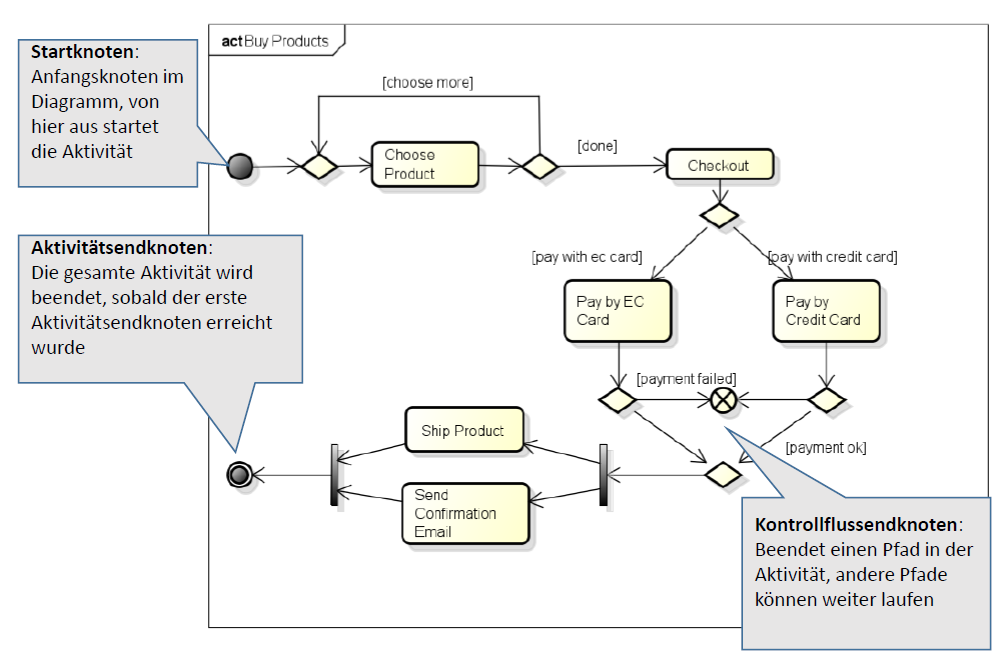 act Buy Products
Startknoten:
Anfangsknoten im
Diagramm, von
hier aus startet
die Aktivität
[choose more]
Choose
Product
[done]
Checkout
Aktivitätsendknoten:
Die gesamte Aktivität wird
beendet, sobald der erste
Aktivitätsendknoten erreicht
wurde
[pay with ec card]
[pay with credit card]
Pay by EC
Card
Pay by
Credit Card
[payment failed]
Ship Product
[payment ok]
Send
Confirmation
Email
Kontrollflussendknoten:
Beendet einen Pfad in der
Aktivität, andere Pfade
können weiter laufen